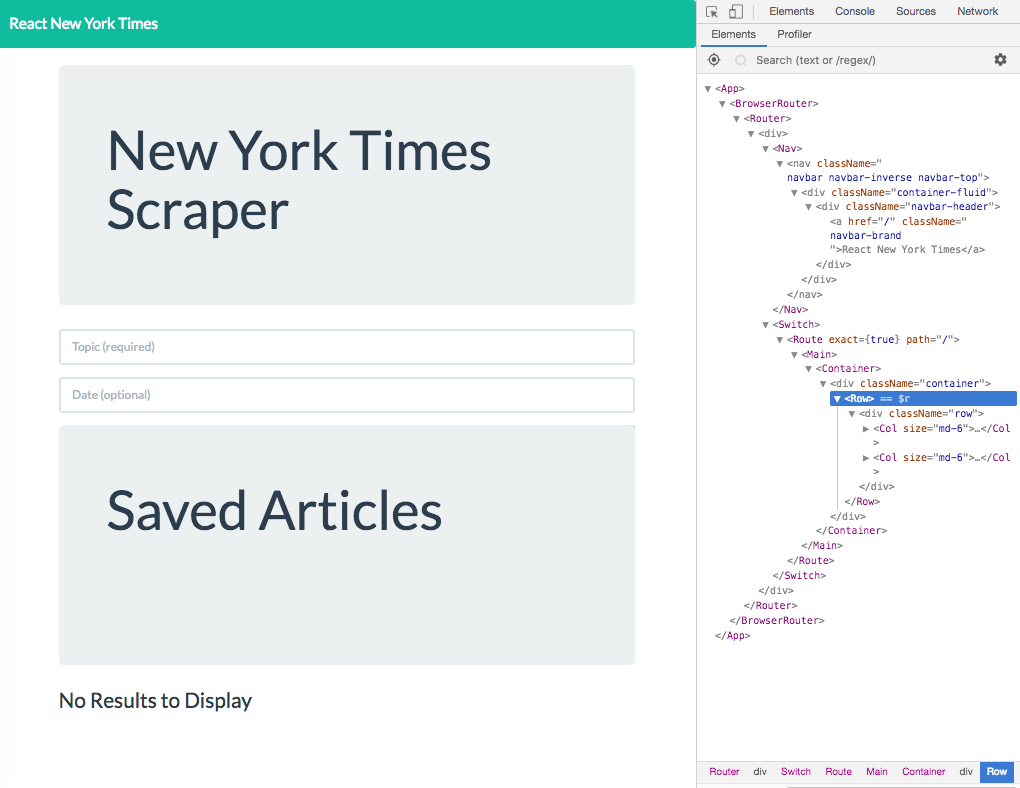 React New York Times
New York Times
Scraper
Topic (required)
Date (optional)
Saved Articles
No Results to Display
Elements Console Sources Network
Elements Profiler
Search (text or /regex/)
<App>
<BrowserRouter>
<Router>
<div>
<Nav>
<nav className="
navbar navbar-inverse navbar-top">
<div className="container-fluid">
<div className="navbar-header">
<a href="/" className="
navbar-brand
">React New York Times</a>
</div>
</div>
</nav>
</Nav>
<Switch>
<Route exact={true} path="/">
<Main>
<Container>
<div className="container">
<Row> == $r
<div className="row">
<Col size="md-6">…</Col
>
<Col size="md-6">…</Col
>
</div>
</Row>
</div>
</Container>
</Main>
</Route>
</Switch>
</div>
</Router>
</BrowserRouter>
</App>
Router div Switch Route Main Container div Row